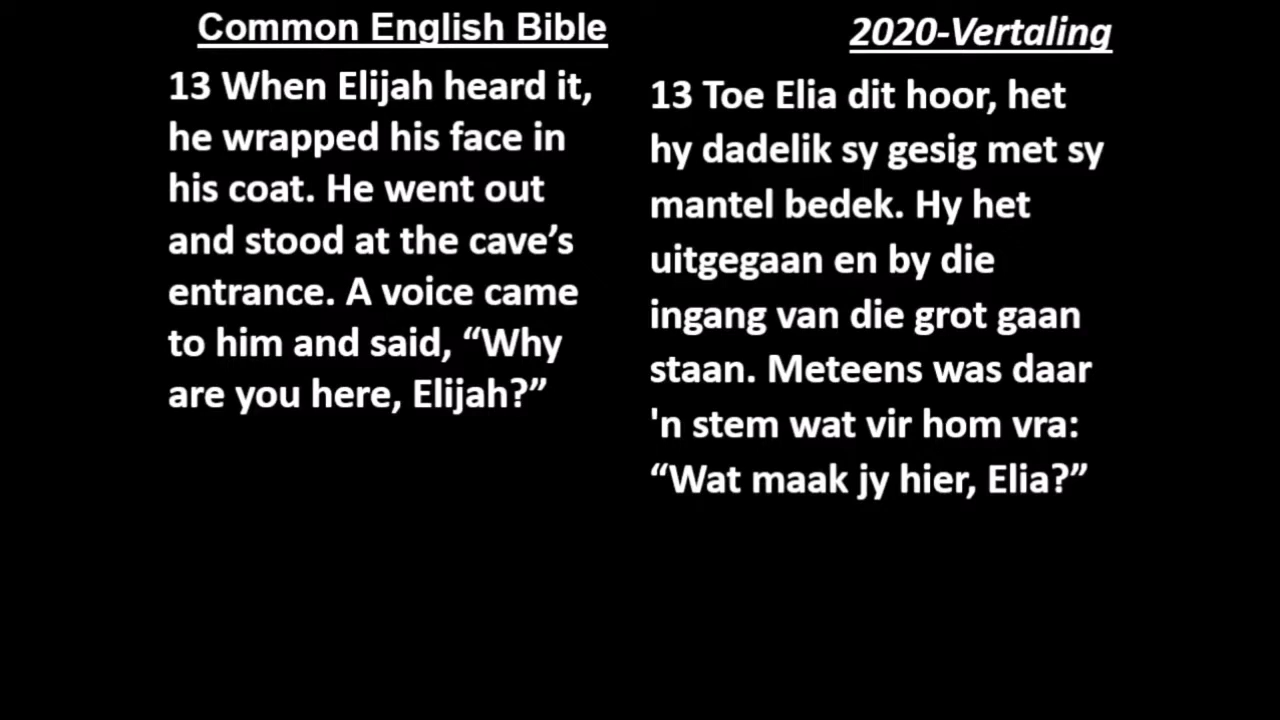 Common English Bible
13 When Elijah heard it,
he wrapped his face in
his coat. He went out
and stood at the cave’s
entrance. A voice came
to him and said, “Why
are you here, Elijah?”
2020-Vertaling
13 Toe Elia dit hoor, het
hy dadelik sy gesig met sy
mantel bedek. Hy het
uitgegaan en by die
ingang van die grot gaan
staan. Meteens was daar
'n stem wat vir hom vra:
“Wat maak jy hier, Elia?”